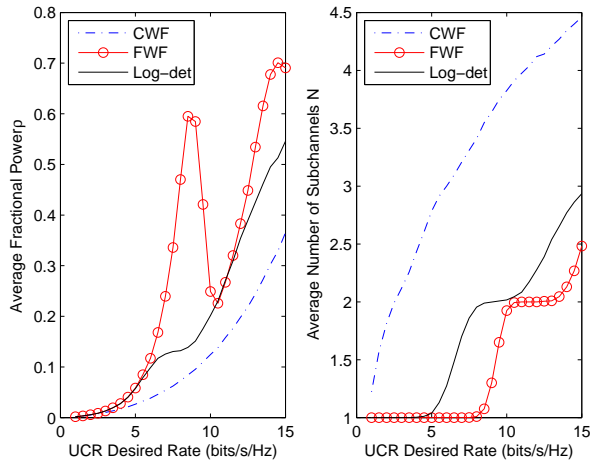 0.8
0.7
0.6
0.5
0.4
0.3
0.2
0.1
0
0
5
10
15
Average Fractional Powerp
UCR Desired Rate (bits/s/Hz)
CWF
FWF
Log−det
4.5
4
3.5
3
2.5
2
1.5
1
0
5
10
15
Average Number of Subchannels N
UCR Desired Rate (bits/s/Hz)
CWF
FWF
Log−det